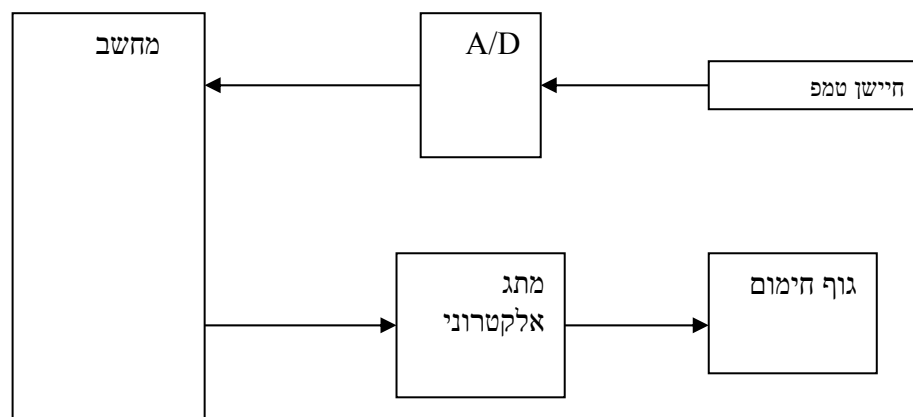 מחשב
A/D
חיישן טמפ
מתג
אלקטרוני
גוף חימום